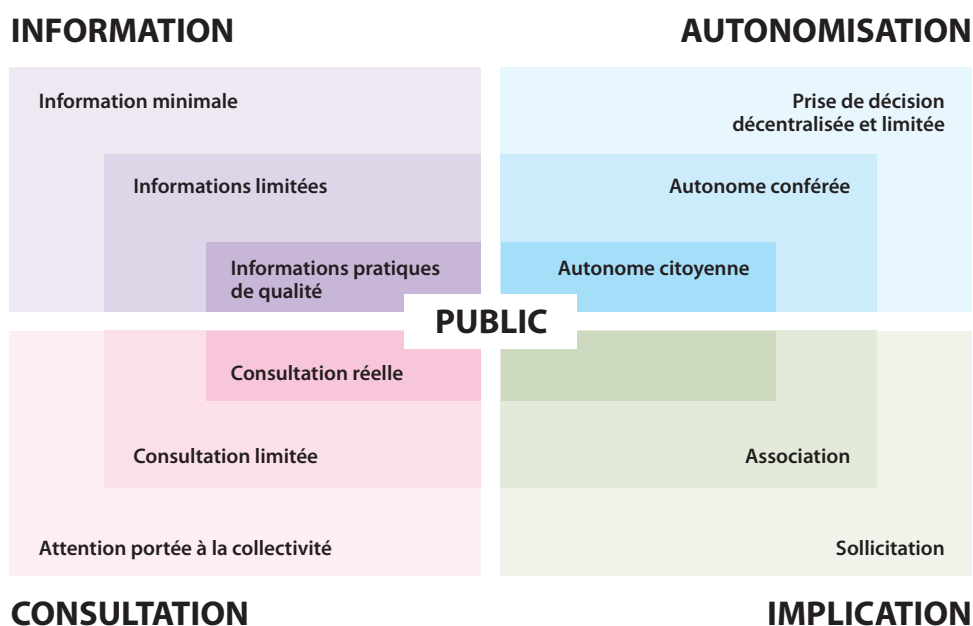 INFORMATION
AUTONOMISATION
Information minimale
Prise de décision
décentralisée et limitée
Informations limitées
Autonome conférée
Informations pratiques
de qualité
Autonome citoyenne
PUBLIC
Consultation réelle
Consultation limitée
Association
Attention portée à la collectivité
Sollicitation
CONSULTATION
IMPLICATION